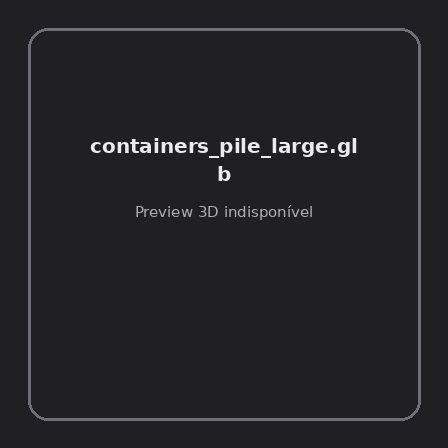 containers_pile_large.gl
b
Preview 3D indisponível